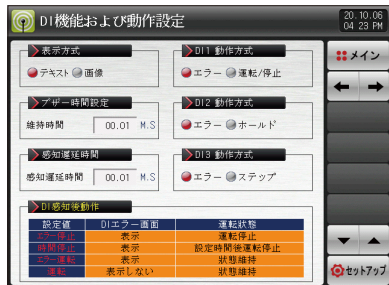 DI機能および動作設定
20.10.06
04 23 PM
表示方式
テキスト 画像
DI1 動作方式
エラー 運転/停止
メイン
ブザー時間設定
維持時間 00.01 M.S
DI2 動作方式
エラー ホールド
感知遅延時間
感知遅延時間 00.01 M.S
DI3 動作方式
エラー ステップ
DI感知後動作
設定値 DIエラー画面 運転状態
エラー停止 表示 運転停止
時間停止 表示 設定時間後運転停止
エラー運転 表示 状態維持
運転 表示しない 状態維持
セットアップ